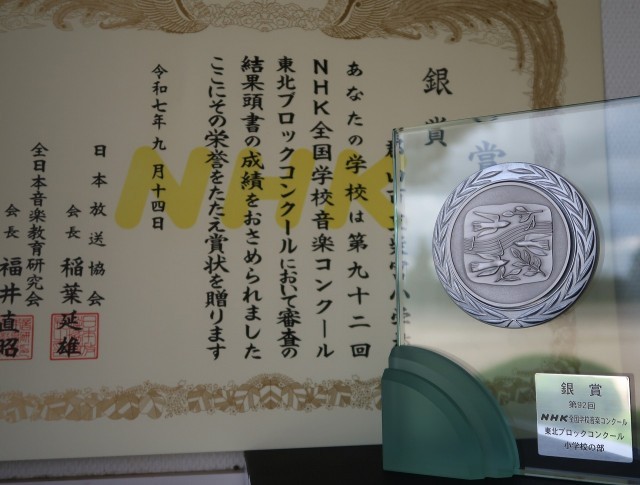 銀賞
あなたの学校は第九十二回
NHK全国学校音楽コンクール
東北ブロックコンクールにおいて審査の
結果頭書の成績をおさめられました
ここにその栄誉をたたえ賞状を贈ります
令和七年九月十四日
日本放送協会
会長 稲葉延雄
全日本音楽教育研究会
会長 福井直昭
NHK
銀賞
第92回
NHK全国学校音楽コンクール
東北ブロックコンクール
小学校の部